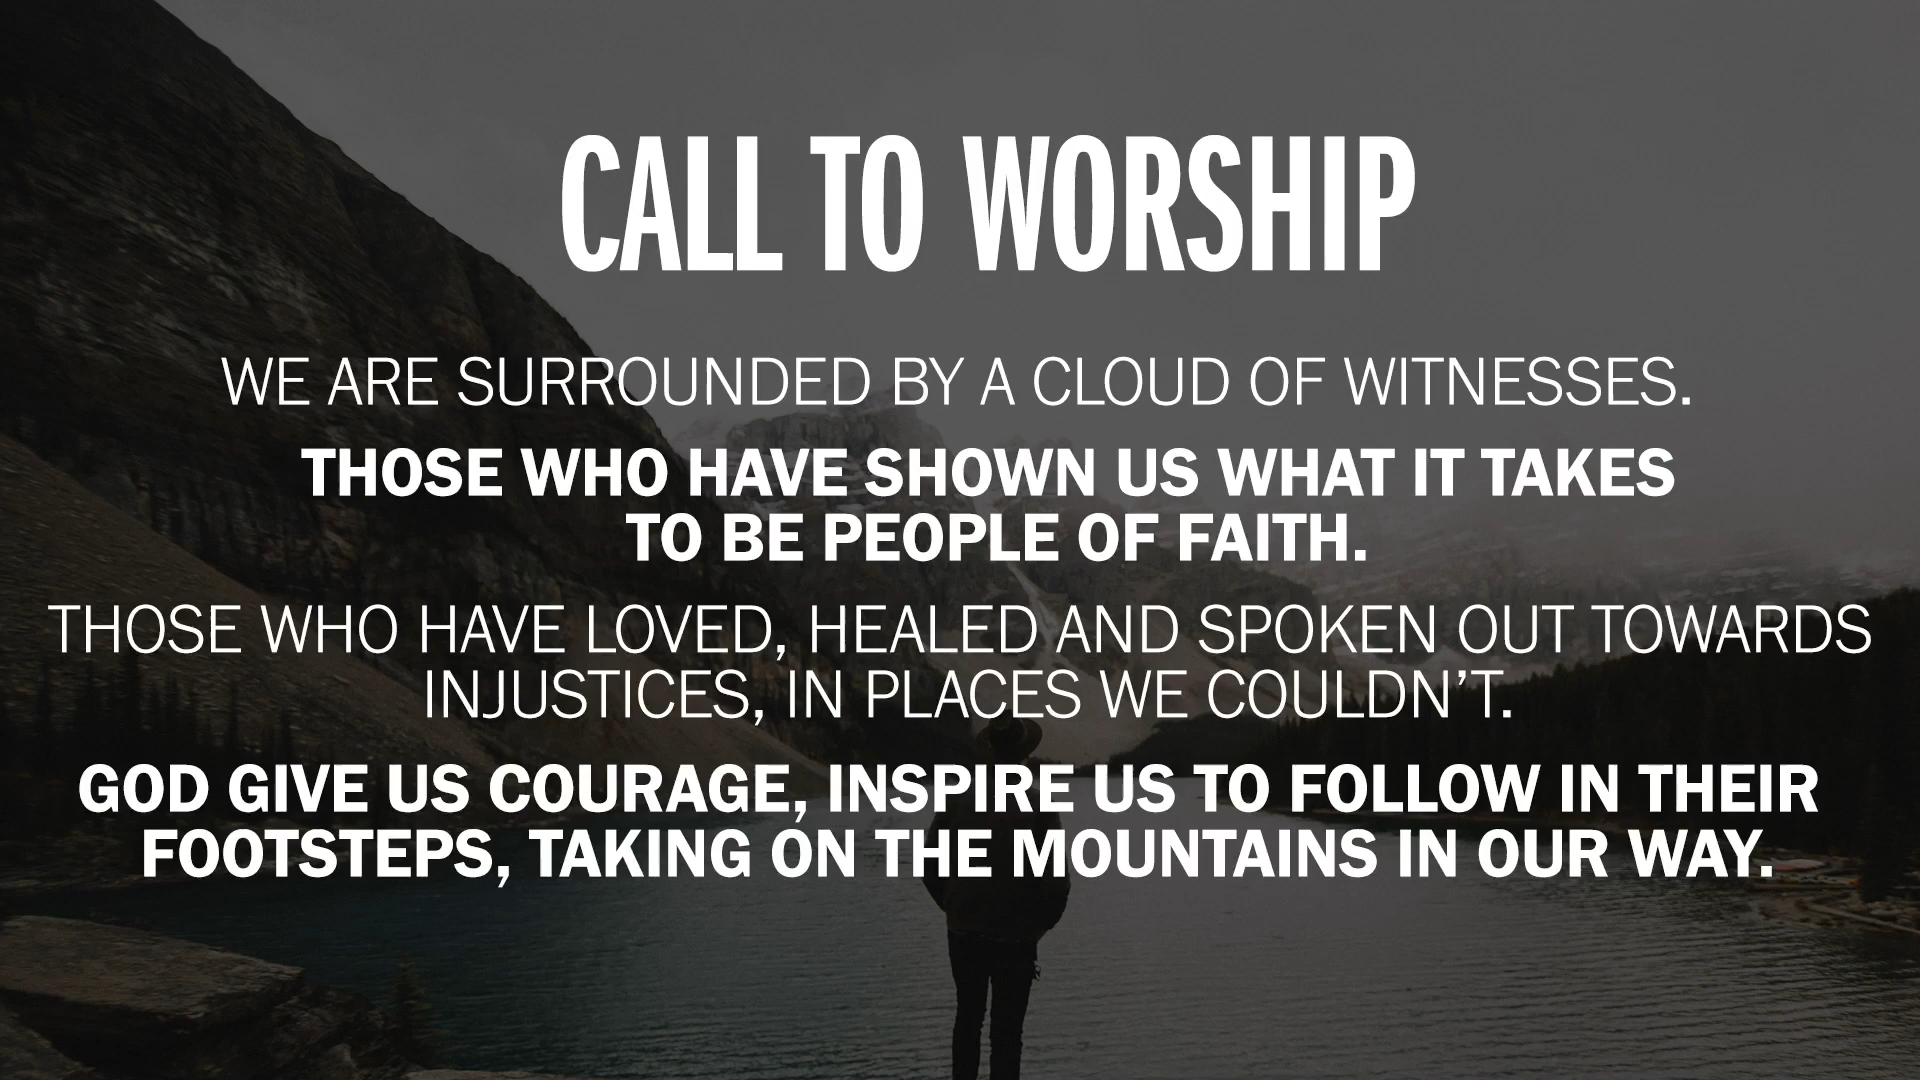 CALL TO WORSHIP
WE ARE SURROUNDED BY A CLOUD OF WITNESSES.
THOSE WHO HAVE SHOWN US WHAT IT TAKES
TO BE PEOPLE OF FAITH.
THOSE WHO HAVE LOVED, HEALED AND SPOKEN OUT TOWARDS
INJUSTICES, IN PLACES WE COULDN’T.
GOD GIVE US COURAGE, INSPIRE US TO FOLLOW IN THEIR
FOOTSTEPS, TAKING ON THE MOUNTAINS IN OUR WAY.